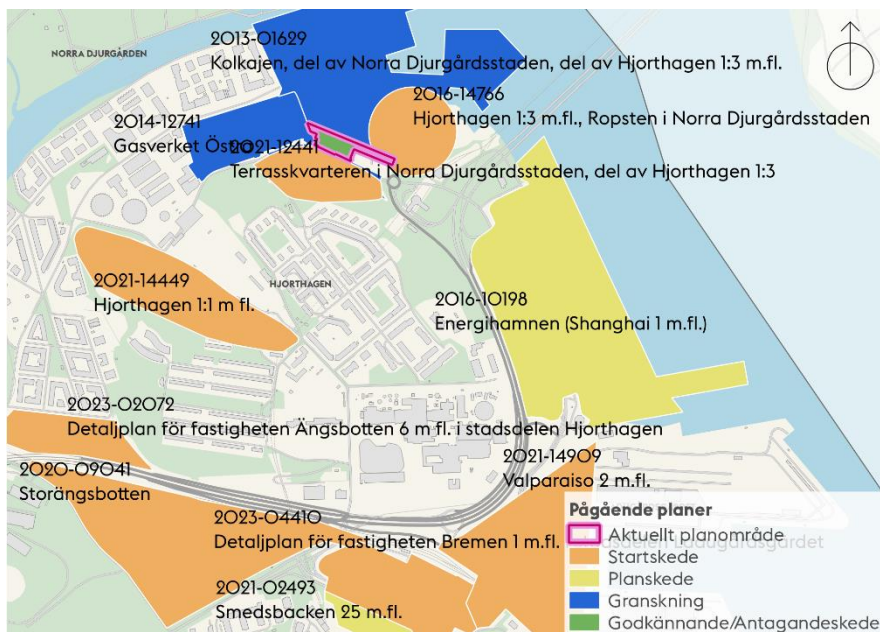 NORRA DJURGÅRDEN
2013-01629
Kolkajen, del av Norra Djurgårdsstaden, del av Hjorthagen 1:3 m.fl.
2016-14766
Hjorthagen 1:3 m.fl., Ropsten i Norra Djurgårdsstaden
2014-12741
Gasverket Östra
2021-12441
Terrasskvarteren i Norra Djurgårdsstaden, del av Hjorthagen 1:3
2021-14449
Hjorthagen 1:1 m fl.
HJORTHAGEN
2016-10198
Energihamnen (Shanghai 1 m.fl.)
2023-02072
Detaljplan för fastigheten Ängsbotten 6 m fl. i stadsdelen Hjorthagen
2020-09041
Storängsbotten
2021-14909
Valparaiso 2 m.fl.
2023-04410
Detaljplan för fastigheten Bremen 1 m.fl.
2021-02493
Smedsbacken 25 m.fl.
Pågående planer
Aktuellt planområde
Startskede
Planskede
Granskning
Godkännande/Antagandeskede